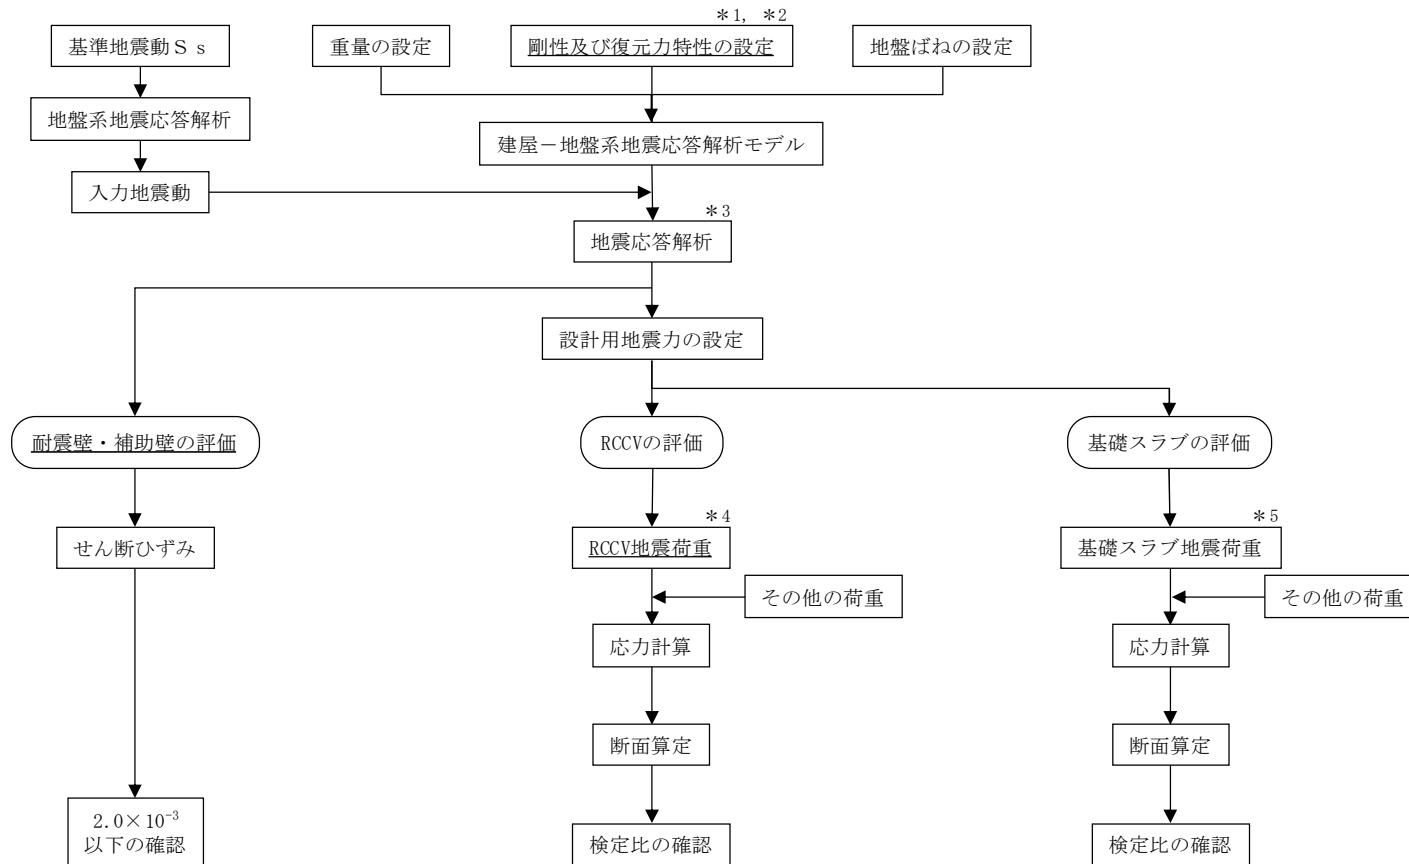 ＊1, ＊2
基準地震動Ｓｓ
重量の設定
剛性及び復元力特性の設定
地盤ばねの設定
地盤系地震応答解析
建屋－地盤系地震応答解析モデル
入力地震動
＊3
地震応答解析
設計用地震力の設定
耐震壁・補助壁の評価
RCCVの評価
基礎スラブの評価
＊4
＊5
せん断ひずみ
RCCV地震荷重
基礎スラブ地震荷重
その他の荷重
その他の荷重
応力計算
応力計算
断面算定
断面算定
2.0×10⁻³
以下の確認
検定比の確認
検定比の確認